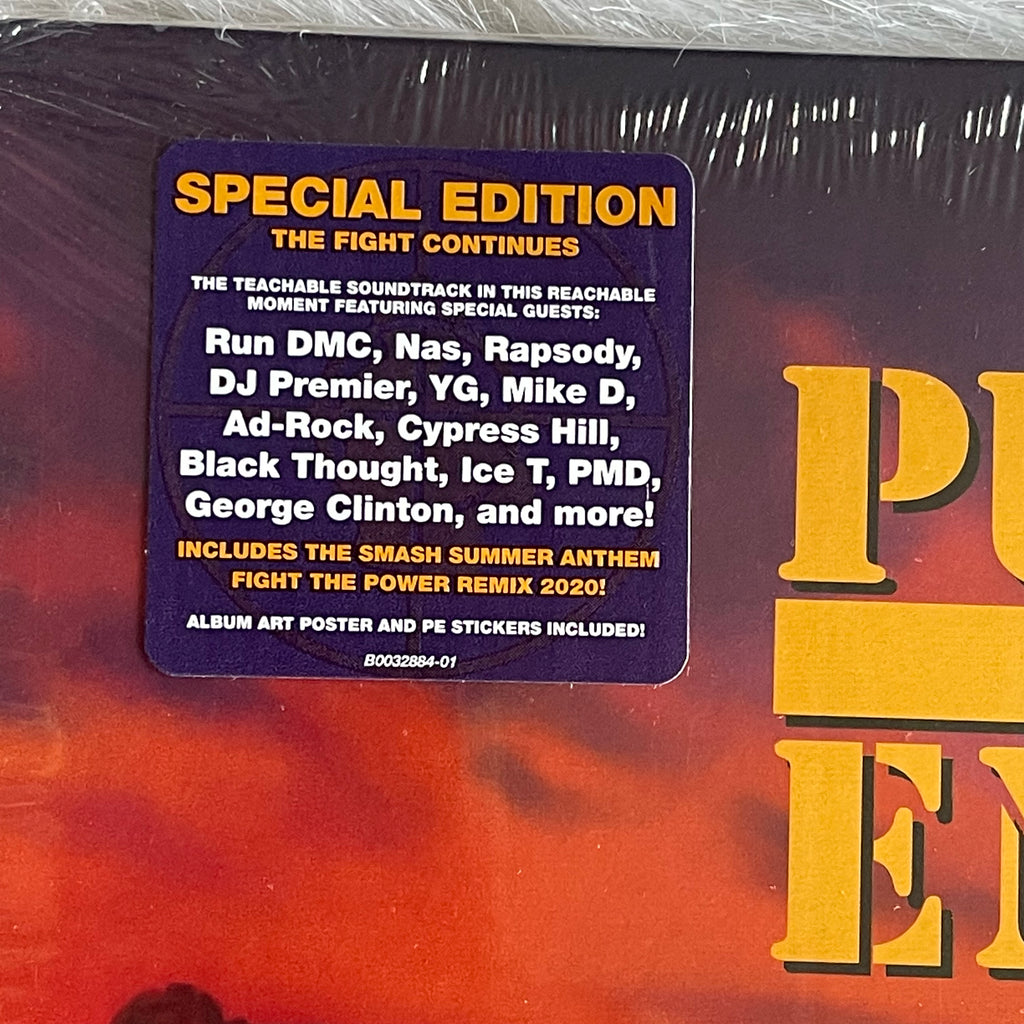 SPECIAL EDITION
THE FIGHT CONTINUES
THE TEACHABLE SOUNDTRACK IN THIS REACHABLE
MOMENT FEATURING SPECIAL GUESTS:
Run DMC, Nas, Rapsody,
DJ Premier, YG, Mike D,
Ad-Rock, Cypress Hill,
Black Thought, Ice T, PMD,
George Clinton, and more!
INCLUDES THE SMASH SUMMER ANTHEM
FIGHT THE POWER REMIX 2020!
ALBUM ART POSTER AND PE STICKERS INCLUDED!
B0032884-01
PU
EN